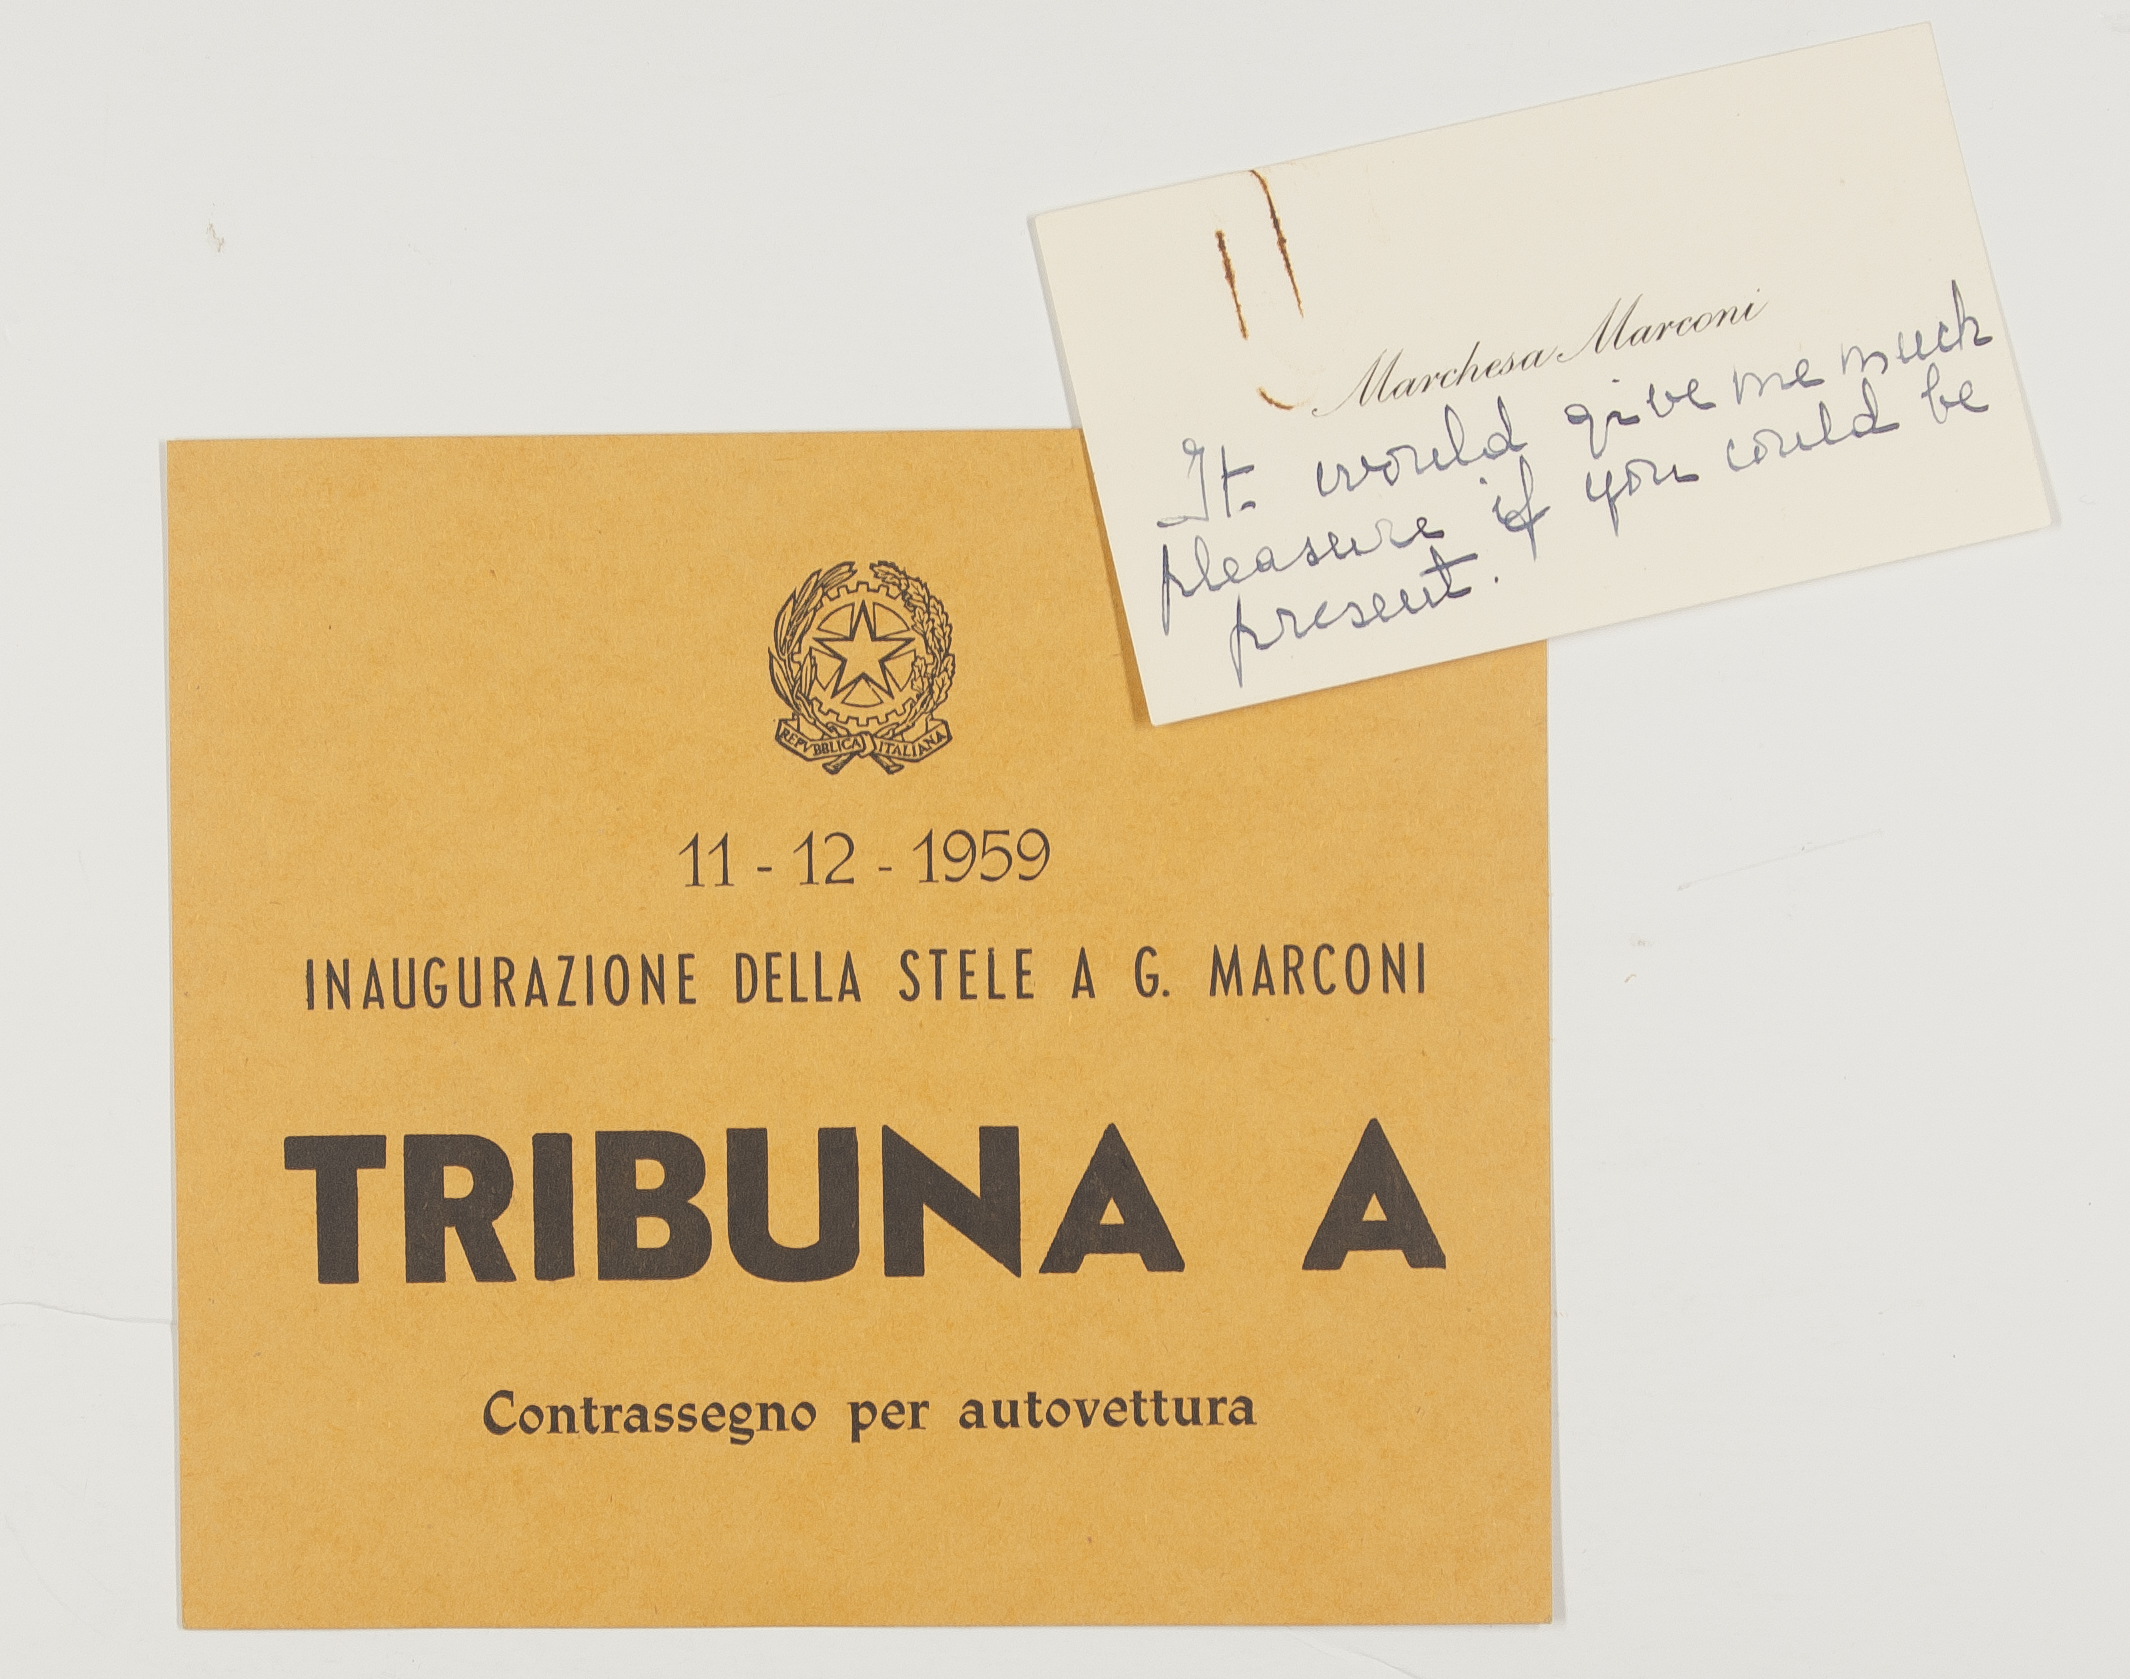 Marchesa Marconi
It would give me much
pleasure if you could be
present.
REPVBBLICA ITALIANA
11 - 12 - 1959
INAUGURAZIONE DELLA STELE A G. MARCONI
TRIBUNA A
Contrassegno per autovettura